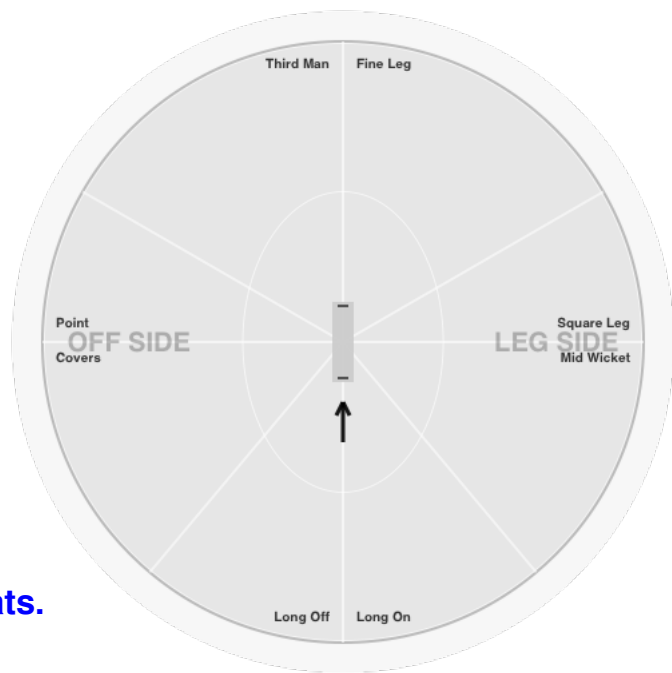 Third Man
Fine Leg
Point
OFF SIDE
Covers
Square Leg
LEG SIDE
Mid Wicket
Long Off
Long On